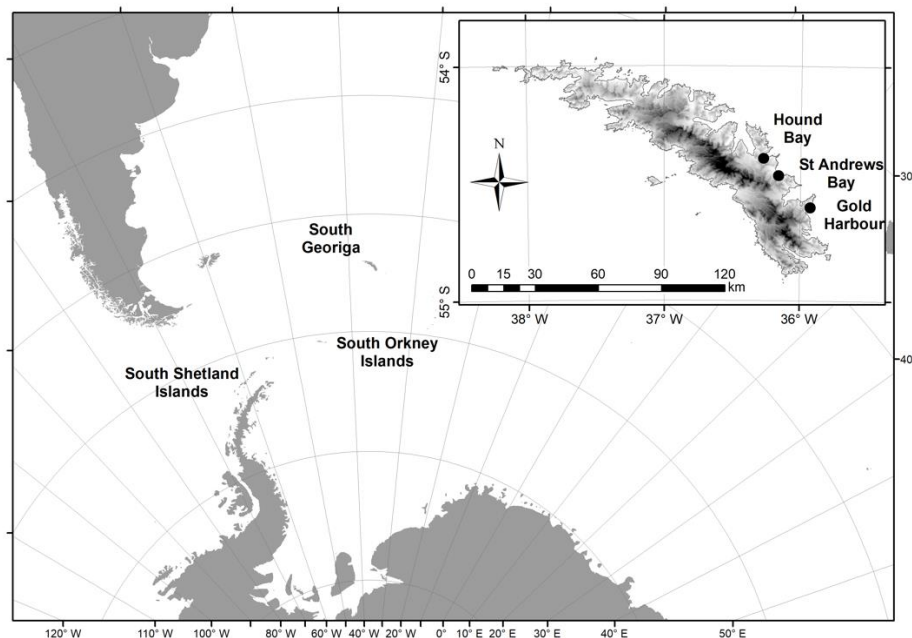 54° S
55° S
N
Hound
Bay
St Andrews
Bay
Gold
Harbour
0 15 30 60 90 120
km
38° W 37° W 36° W
30
40
South
Georiga
South Orkney
Islands
South Shetland
Islands
120° W 110° W 100° W 80° W 60° W 40° W 20° W 0° 10° E 20° E 30° E 40° E 50° E